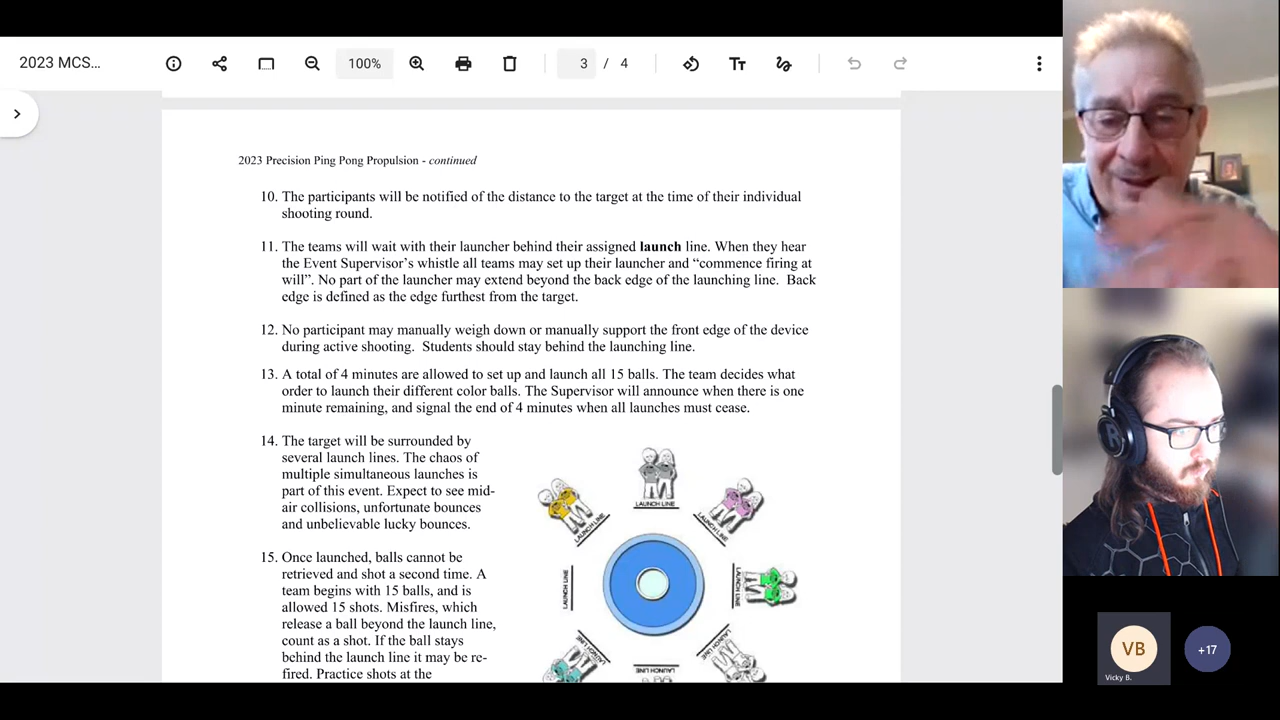 2023 MCS...
100%
3 / 4
2023 Precision Ping Pong Propulsion - continued
10. The participants will be notified of the distance to the target at the time of their individual
shooting round.
11. The teams will wait with their launcher behind their assigned launch line. When they hear
the Event Supervisor's whistle all teams may set up their launcher and “commence firing at
will”. No part of the launcher may extend beyond the back edge of the launching line. Back
edge is defined as the edge furthest from the target.
12. No participant may manually weigh down or manually support the front edge of the device
during active shooting. Students should stay behind the launching line.
13. A total of 4 minutes are allowed to set up and launch all 15 balls. The team decides what
order to launch their different color balls. The Supervisor will announce when there is one
minute remaining, and signal the end of 4 minutes when all launches must cease.
14. The target will be surrounded by
several launch lines. The chaos of
multiple simultaneous launches is
part of this event. Expect to see mid-
air collisions, unfortunate bounces
and unbelievable lucky bounces.
15. Once launched, balls cannot be
retrieved and shot a second time. A
team begins with 15 balls, and is
allowed 15 shots. Misfires, which
release a ball beyond the launch line,
count as a shot. If the ball stays
behind the launch line it may be re-
fired. Practice shots at the
LAUNCH LINE
LAUNCH LINE
LAUNCH LINE
LAUNCH LINE
LAUNCH LINE
LAUNCH LINE
LAUNCH LINE
LAUNCH LINE
VB
Vicky B.
+17